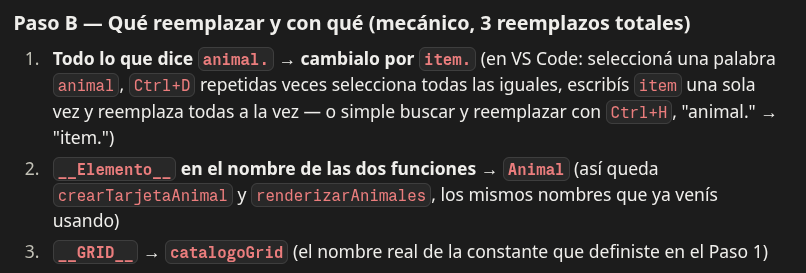 Paso B — Qué reemplazar y con qué (mecánico, 3 reemplazos totales)
1. Todo lo que dice animal. → cambialo por item. (en VS Code: seleccioná una palabra
animal, Ctrl+D repetidas veces selecciona todas las iguales, escribís item una sola
vez y reemplaza todas a la vez — o simple buscar y reemplazar con Ctrl+H, "animal." →
"item.")
2. __Elemento__ en el nombre de las dos funciones → Animal (así queda
crearTarjetaAnimal y renderizarAnimales, los mismos nombres que ya venís
usando)
3. __GRID__ → catalogoGrid (el nombre real de la constante que definiste en el Paso 1)